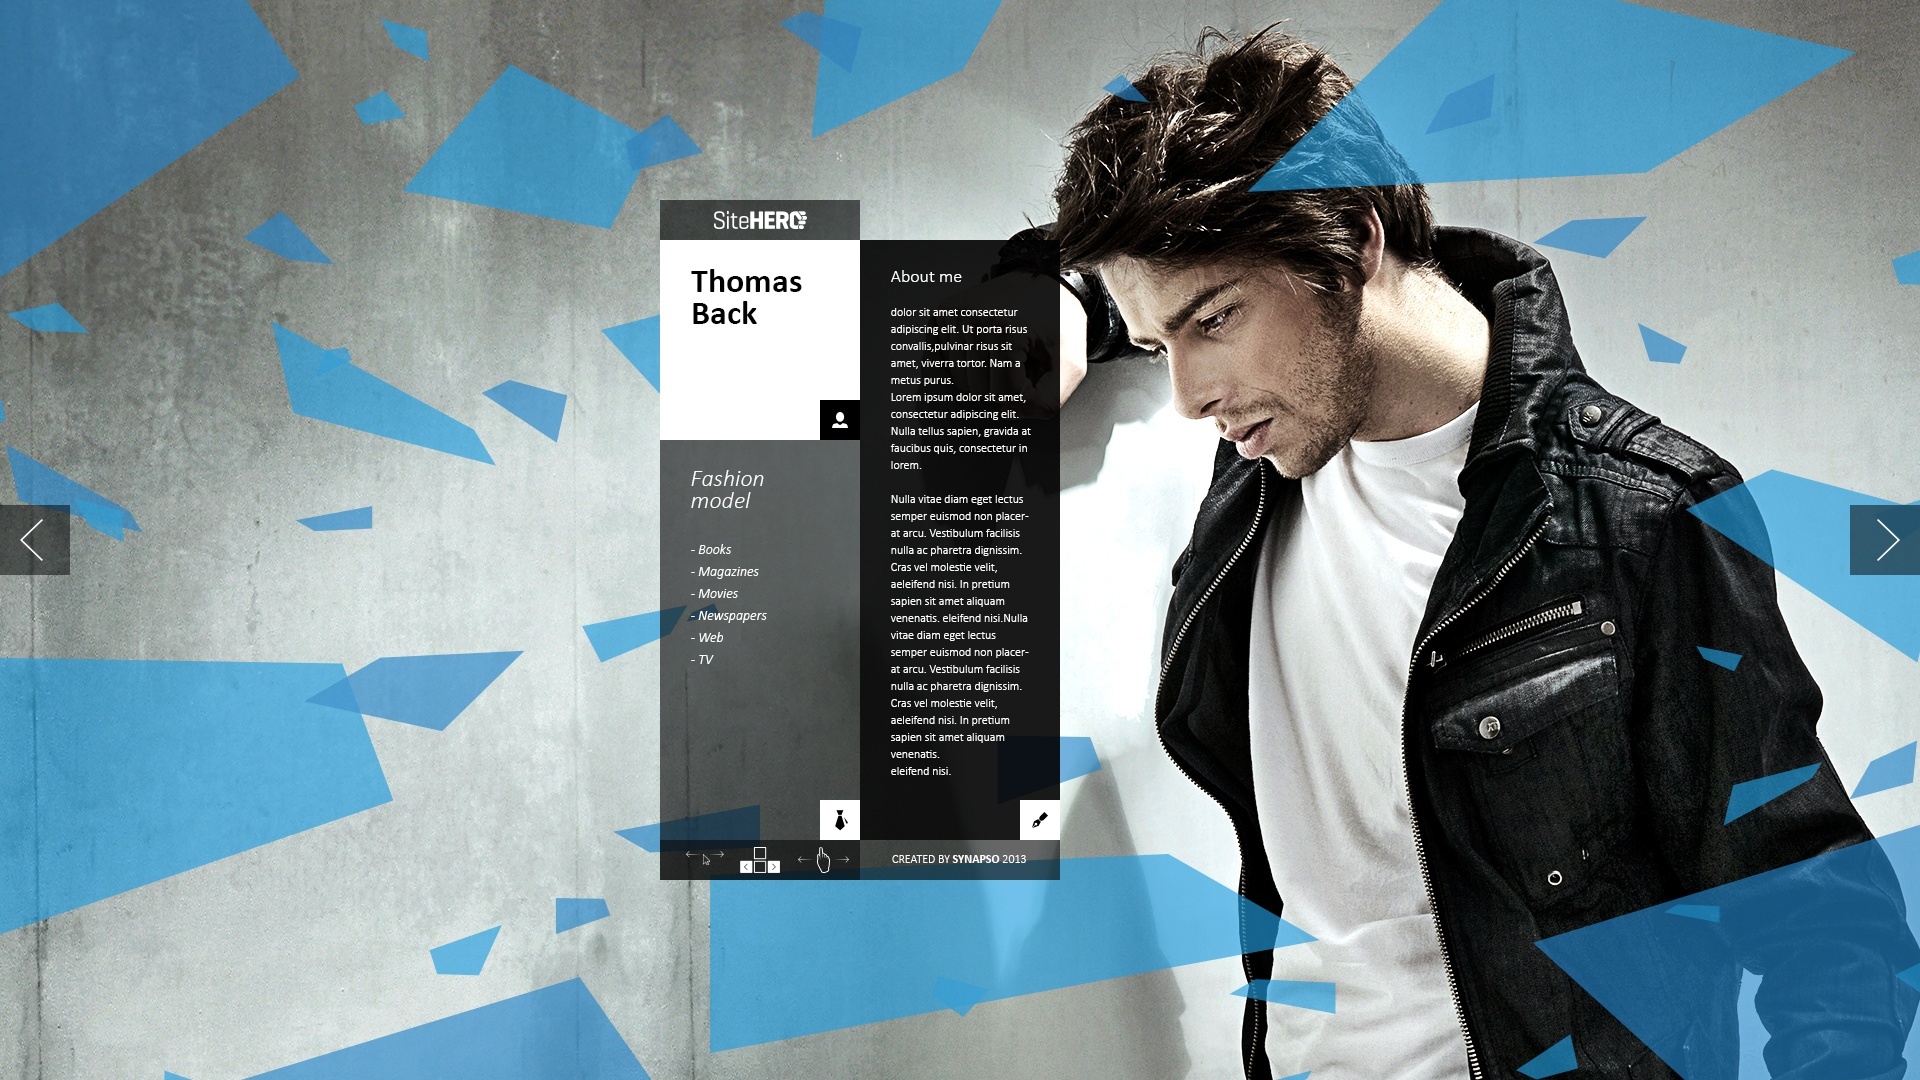 SiteHERO
Thomas
Back
Fashion
model
- Books
- Magazines
- Movies
- Newspapers
- Web
- TV
About me
dolor sit amet consectetur
adipiscing elit. Ut porta risus
convallis,pulvinar risus sit
amet, viverra tortor. Nam a
metus purus.
Lorem ipsum dolor sit amet,
consectetur adipiscing elit.
Nulla tellus sapien, gravida at
faucibus quis, consectetur in
lorem.
Nulla vitae diam eget lectus
semper euismod non placer-
at arcu. Vestibulum facilisis
nulla ac pharetra dignissim.
Cras vel molestie velit,
aeleifend nisi. In pretium
sapien sit amet aliquam
venenatis. eleifend nisi.Nulla
vitae diam eget lectus
semper euismod non placer-
at arcu. Vestibulum facilisis
nulla ac pharetra dignissim.
Cras vel molestie velit,
aeleifend nisi. In pretium
sapien sit amet aliquam
venenatis.
eleifend nisi.
CREATED BY SYNAPSO 2013